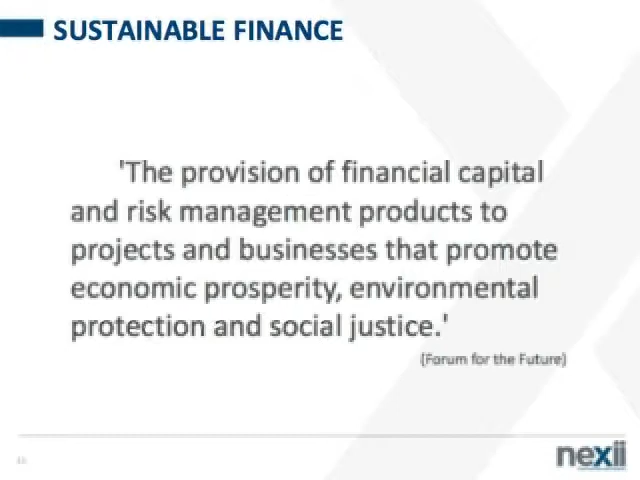 SUSTAINABLE FINANCE
'The provision of financial capital
and risk management products to
projects and businesses that promote
economic prosperity, environmental
protection and social justice.'
(Forum for the Future)
nexii